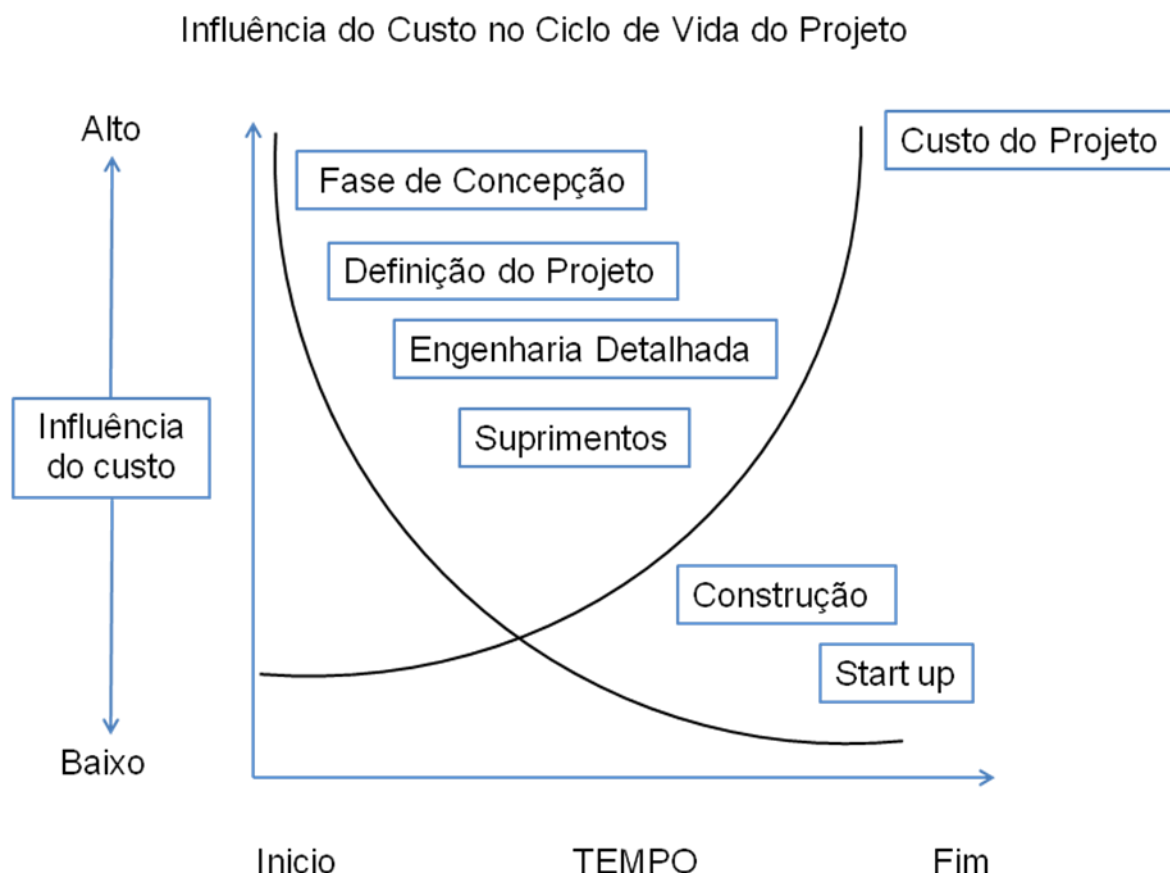 Influência do Custo no Ciclo de Vida do Projeto
Alto
Custo do Projeto
Fase de Concepção
Definição do Projeto
Engenharia Detalhada
Influência
do custo
Suprimentos
Construção
Start up
Baixo
Inicio
TEMPO
Fim